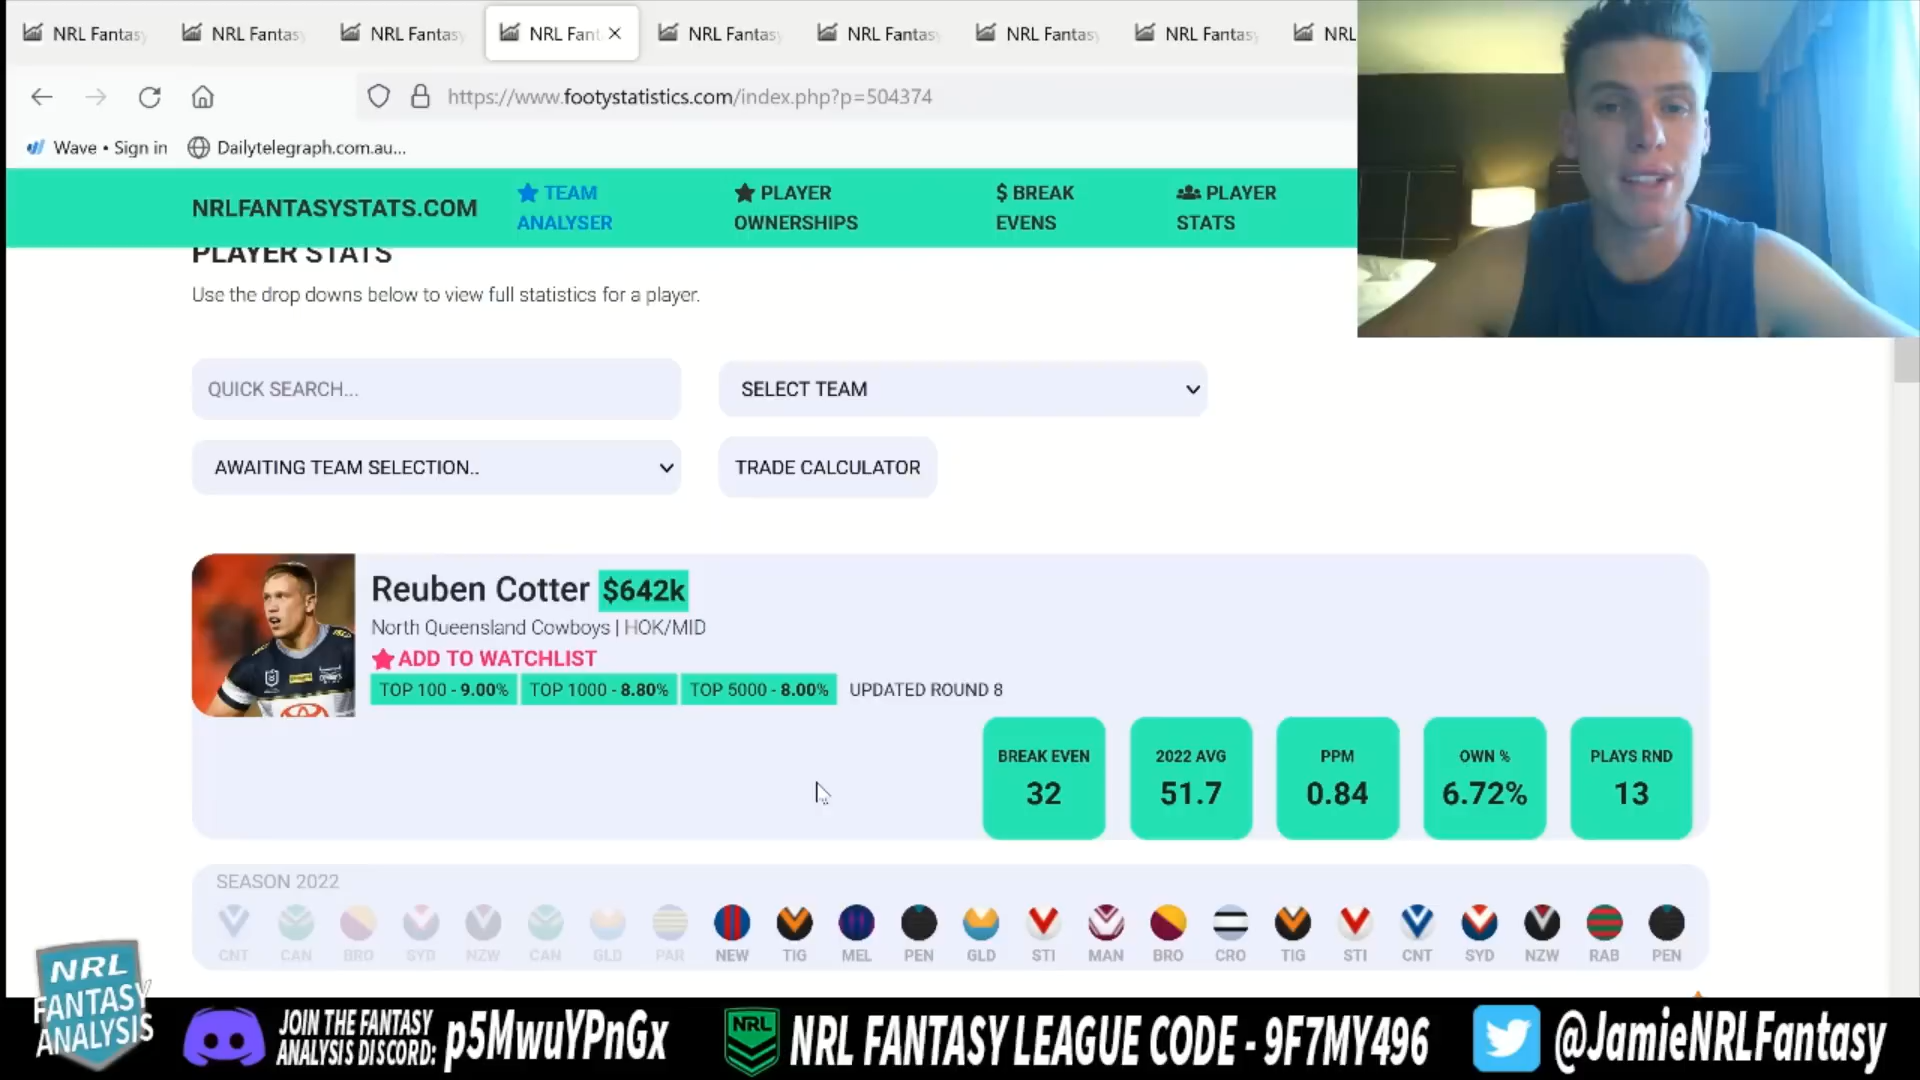 NRL Fantasy
NRL Fantas
NRL Fantasy
NRL Fant
NRL Fantas
NRL Fantas
NRL Fantasy
NRL Fantas
NRL
https://www.footystatistics.com/index.php?p=504374
Wave • Sign in
Dailytelegraph.com.au...
NRLFANTASYSTATS.COM
TEAM
ANALYSER
PLAYER
OWNERSHIPS
$ BREAK
EVENS
PLAYER
STATS
PLAYER STATS
Use the drop downs below to view full statistics for a player.
QUICK SEARCH...
SELECT TEAM
AWAITING TEAM SELECTION..
TRADE CALCULATOR
Reuben Cotter $642k
North Queensland Cowboys | HOK/MID
ADD TO WATCHLIST
TOP 100 - 9.00% TOP 1000 - 8.80% TOP 5000 - 8.00% UPDATED ROUND 8
BREAK EVEN
32
2022 AVG
51.7
PPM
0.84
OWN %
6.72%
PLAYS RND
13
SEASON 2022
CNT CAN BRO SYD NZW CAN GLD PAR NEW TIG MEL PEN GLD STI MAN BRO CRO TIG STI CNT SYD NZW RAB PEN
NRL
FANTASY
ANALYSIS
JOIN THE FANTASY
ANALYSIS DISCORD:
p5MwuYPnGx
NRL
NRL FANTASY LEAGUE CODE - 9F7MY496
@JamieNRLFantasy